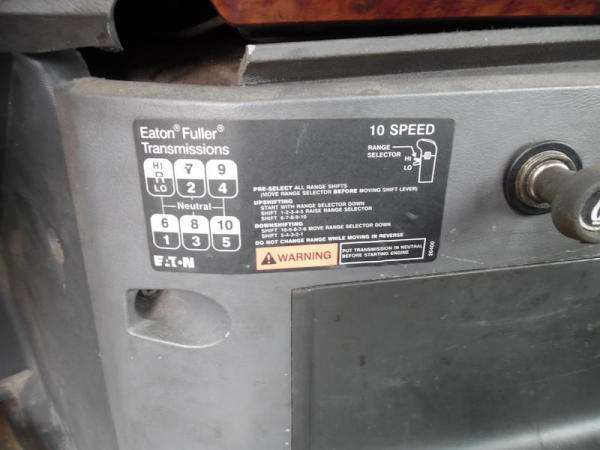 Eaton® Fuller®
Transmissions
10 SPEED
RANGE
SELECTOR
HI
LO
HI
R
LO
7
2
9
4
Neutral
6
1
8
3
10
5
PRE-SELECT ALL RANGE SHIFTS
(MOVE RANGE SELECTOR BEFORE MOVING SHIFT LEVER)
UPSHIFTING
START WITH RANGE SELECTOR DOWN
SHIFT 1-2-3-4-5 RAISE RANGE SELECTOR
SHIFT 6-7-8-9-10
DOWNSHIFTING
SHIFT 10-9-8-7-6 MOVE RANGE SELECTOR DOWN
SHIFT 5-4-3-2-1
DO NOT CHANGE RANGE WHILE MOVING IN REVERSE
WARNING
PUT TRANSMISSION IN NEUTRAL
BEFORE STARTING ENGINE
EATON